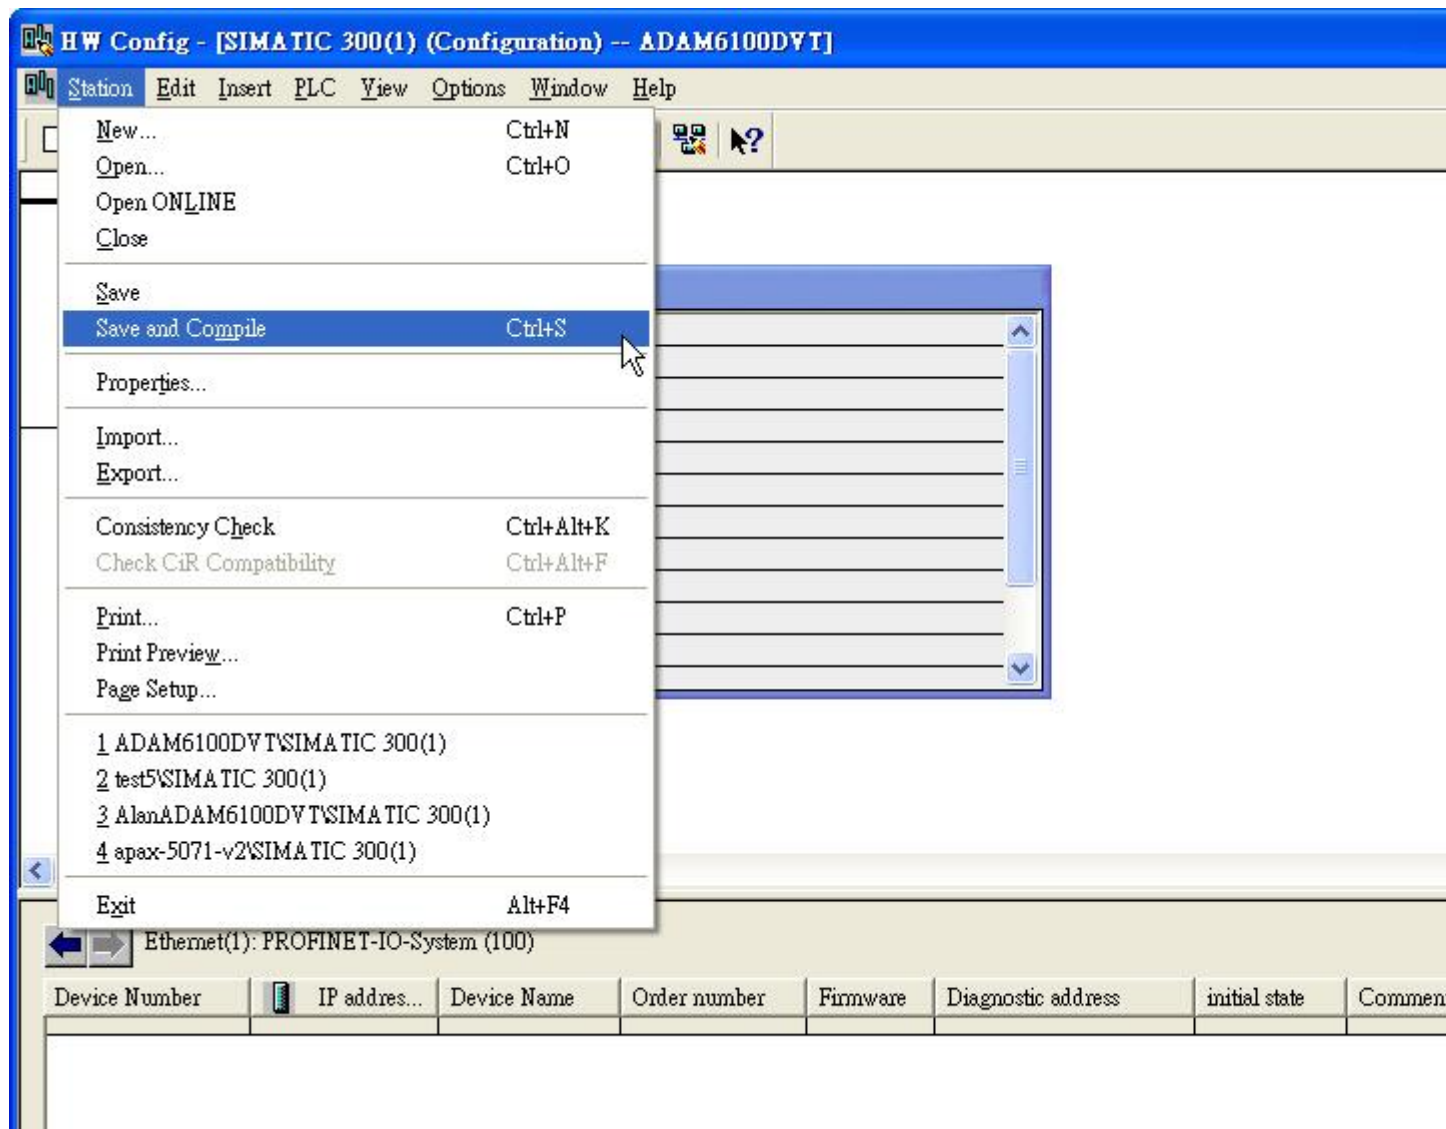 HW Config - [SIMATIC 300(1) (Configuration) -- ADAM6100DVT]
Station Edit Insert PLC View Options Window Help
New... Ctrl+N
Open... Ctrl+O
Open ONLINE
Close
Save
Save and Compile Ctrl+S
Properties...
Import...
Export...
Consistency Check Ctrl+Alt+K
Check CiR Compatibility Ctrl+Alt+F
Print... Ctrl+P
Print Preview...
Page Setup...
1 ADAM6100DVT\SIMATIC 300(1)
2 test5\SIMATIC 300(1)
3 AlanADAM6100DVT\SIMATIC 300(1)
4 apax-5071-v2\SIMATIC 300(1)
Exit Alt+F4
Ethernet(1): PROFINET-IO-System (100)
Device Number IP addres... Device Name Order number Firmware Diagnostic address initial state Commen